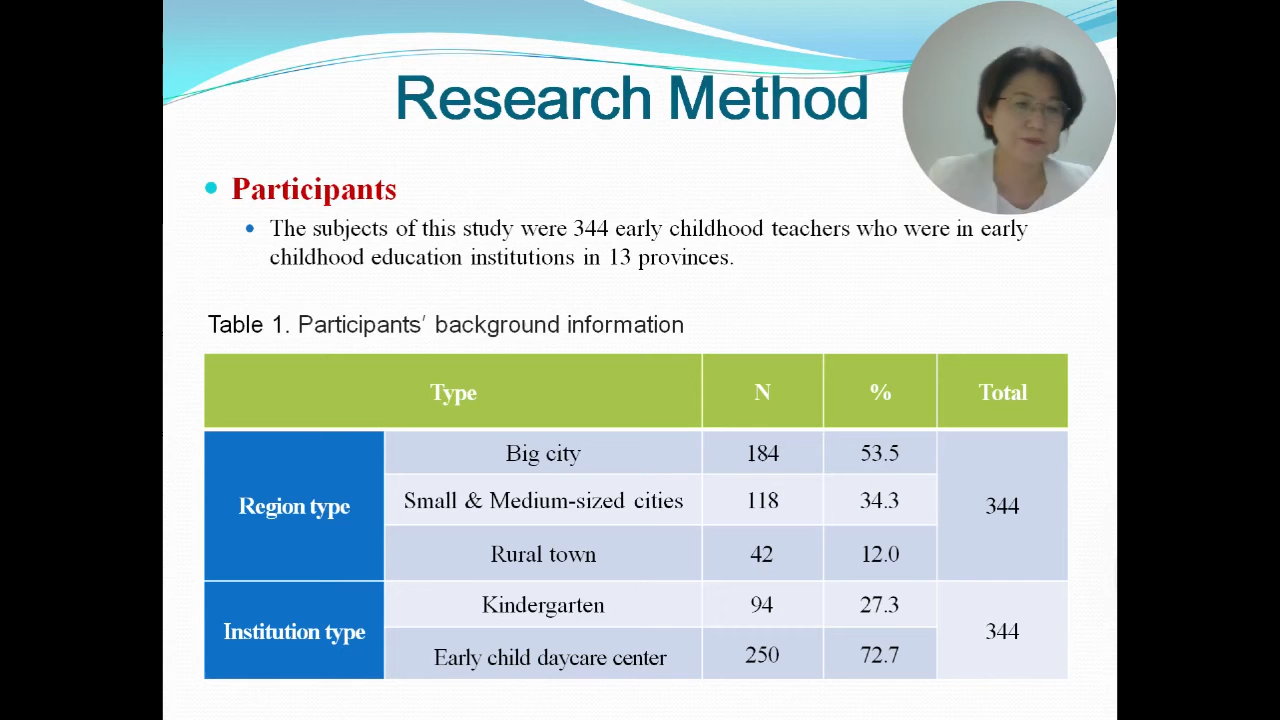 Research Method
Participants
The subjects of this study were 344 early childhood teachers who were in early
childhood education institutions in 13 provinces.
Table 1. Participants’ background information
Type N % Total
Region type
Big city 184 53.5
Small & Medium-sized cities 118 34.3
Rural town 42 12.0
344
Institution type
Kindergarten 94 27.3
Early child daycare center 250 72.7
344